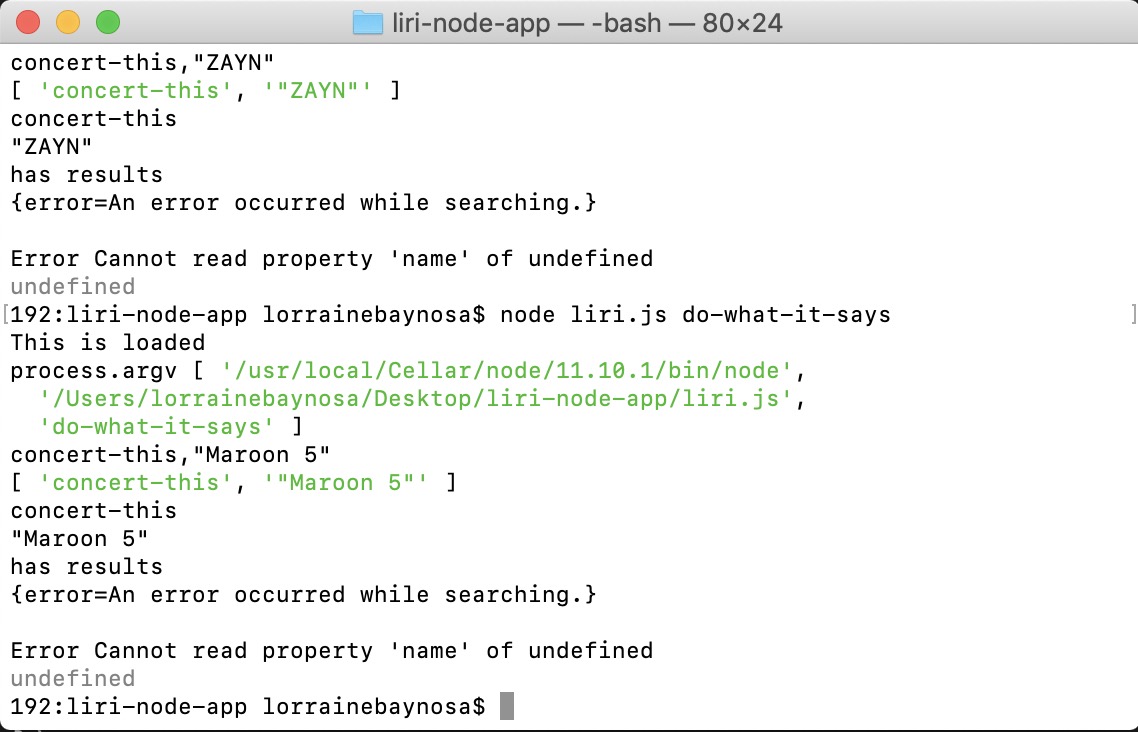 liri-node-app — -bash — 80×24
concert-this,"ZAYN"
[ 'concert-this', '"ZAYN"' ]
concert-this
"ZAYN"
has results
{error=An error occurred while searching.}
Error Cannot read property 'name' of undefined
undefined
[192:liri-node-app lorrainebaynosa$ node liri.js do-what-it-says ]
This is loaded
process.argv [ '/usr/local/Cellar/node/11.10.1/bin/node',
'/Users/lorrainebaynosa/Desktop/liri-node-app/liri.js',
'do-what-it-says' ]
concert-this,"Maroon 5"
[ 'concert-this', '"Maroon 5"' ]
concert-this
"Maroon 5"
has results
{error=An error occurred while searching.}
Error Cannot read property 'name' of undefined
undefined
192:liri-node-app lorrainebaynosa$